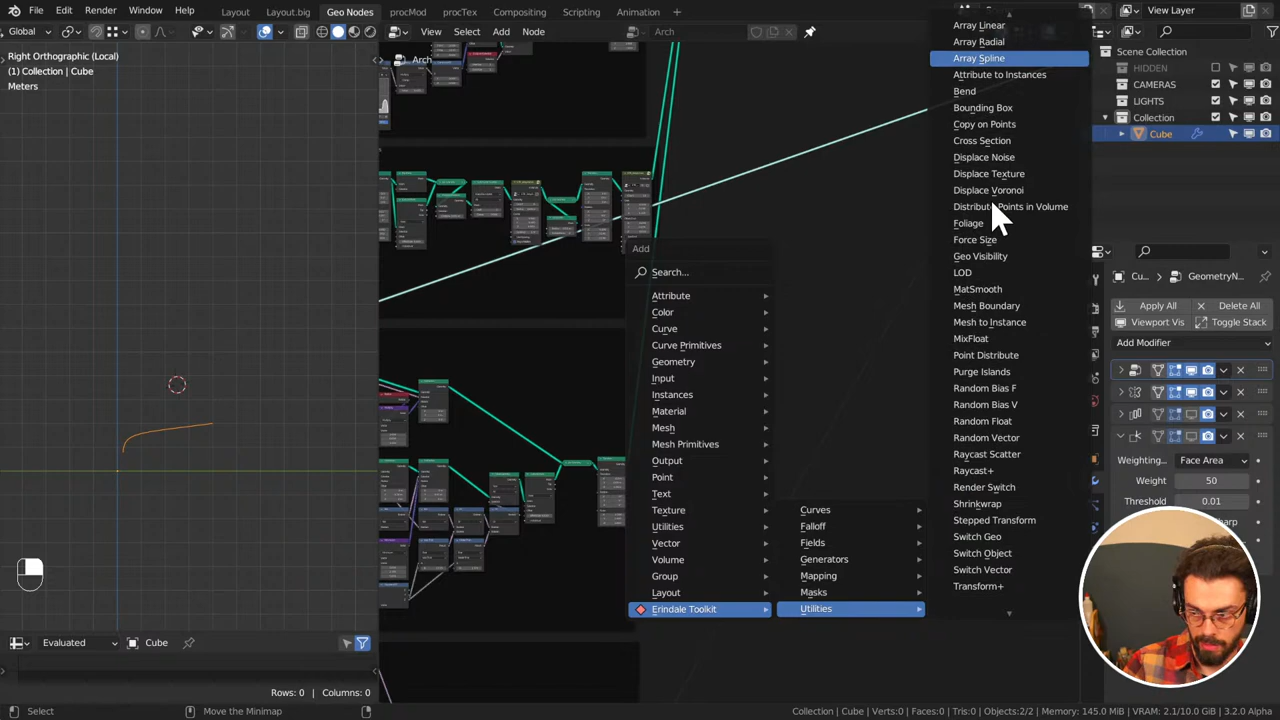 File Edit Render Window Help Layout Layout.big Geo Nodes procMod procTex Compositing Scripting Animation + View Layer
Global View Select Add Node Arch
Right Orthographic (Local)
(1) Collection | Cube
Meters
Arch
Scene Collection
HIDDEN
CAMERAS
LIGHTS
Collection
Cube
Add
Search...
Attribute
Color
Curve
Curve Primitives
Geometry
Input
Instances
Material
Mesh
Mesh Primitives
Output
Point
Text
Texture
Utilities
Vector
Volume
Group
Layout
Erindale Toolkit
Curves
Falloff
Fields
Generators
Mapping
Masks
Utilities
Array Linear
Array Radial
Array Spline
Attribute to Instances
Bend
Bounding Box
Copy on Points
Cross Section
Displace Noise
Displace Texture
Displace Voronoi
Distribute Points in Volume
Foliage
Force Size
Geo Visibility
LOD
MatSmooth
Mesh Boundary
Mesh to Instance
MixFloat
Point Distribute
Purge Islands
Random Bias F
Random Bias V
Random Float
Random Vector
Raycast Scatter
Raycast+
Render Switch
Shrinkwrap
Stepped Transform
Switch Geo
Switch Object
Switch Vector
Transform+
Cu... GeometryN...
Apply All Delete All
Viewport Vis Toggle Stack
Add Modifier
Weighting... Face Area
Weight 50
Threshold 0.01
Evaluated Cube
Rows: 0 | Columns: 0
Select Move the Minimap Collection | Cube | Verts:0 | Faces:0 | Tris:0 | Objects:2/2 | Memory: 145.0 MiB | VRAM: 2.1/10.0 GiB | 3.2.0 Alpha